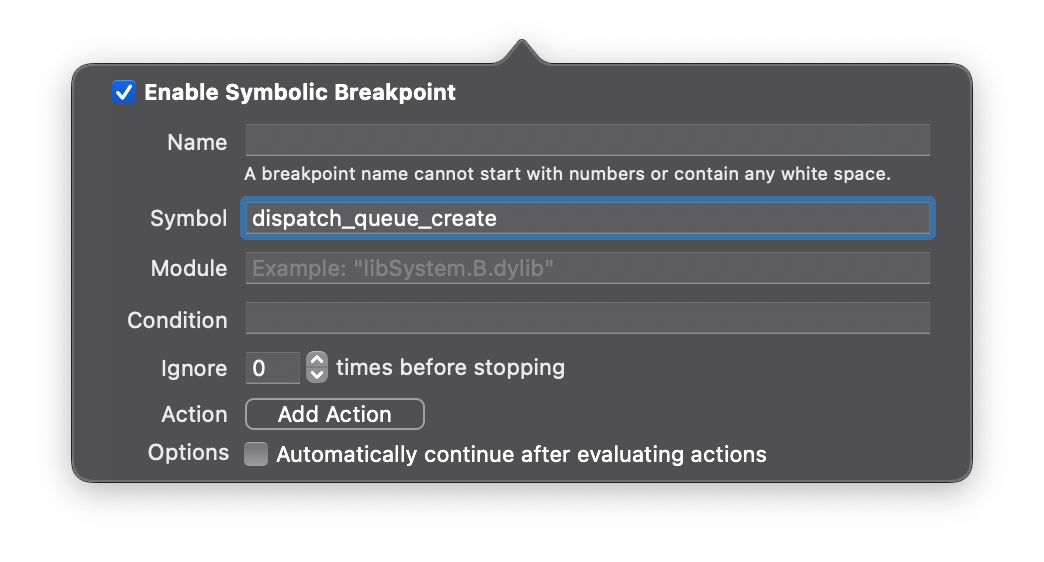 Enable Symbolic Breakpoint
Name
A breakpoint name cannot start with numbers or contain any white space.
Symbol dispatch_queue_create
Module Example: "libSystem.B.dylib"
Condition
Ignore 0 times before stopping
Action Add Action
Options Automatically continue after evaluating actions